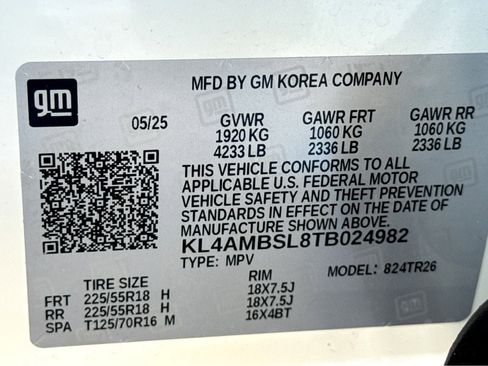 gm
MFD BY GM KOREA COMPANY
05/25 GVWR GAWR FRT GAWR RR
1920 KG 1060 KG 1060 KG
4233 LB 2336 LB 2336 LB
THIS VEHICLE CONFORMS TO ALL
APPLICABLE U.S. FEDERAL MOTOR
VEHICLE SAFETY AND THEFT PREVENTION
STANDARDS IN EFFECT ON THE DATE OF
MANUFACTURE SHOWN ABOVE.
KL4AMBSL8TB024982
TYPE: MPV MODEL: 824TR26
TIRE SIZE RIM
FRT 225/55R18 H 18X7.5J
RR 225/55R18 H 18X7.5J
SPA T125/70R16 M 16X4BT